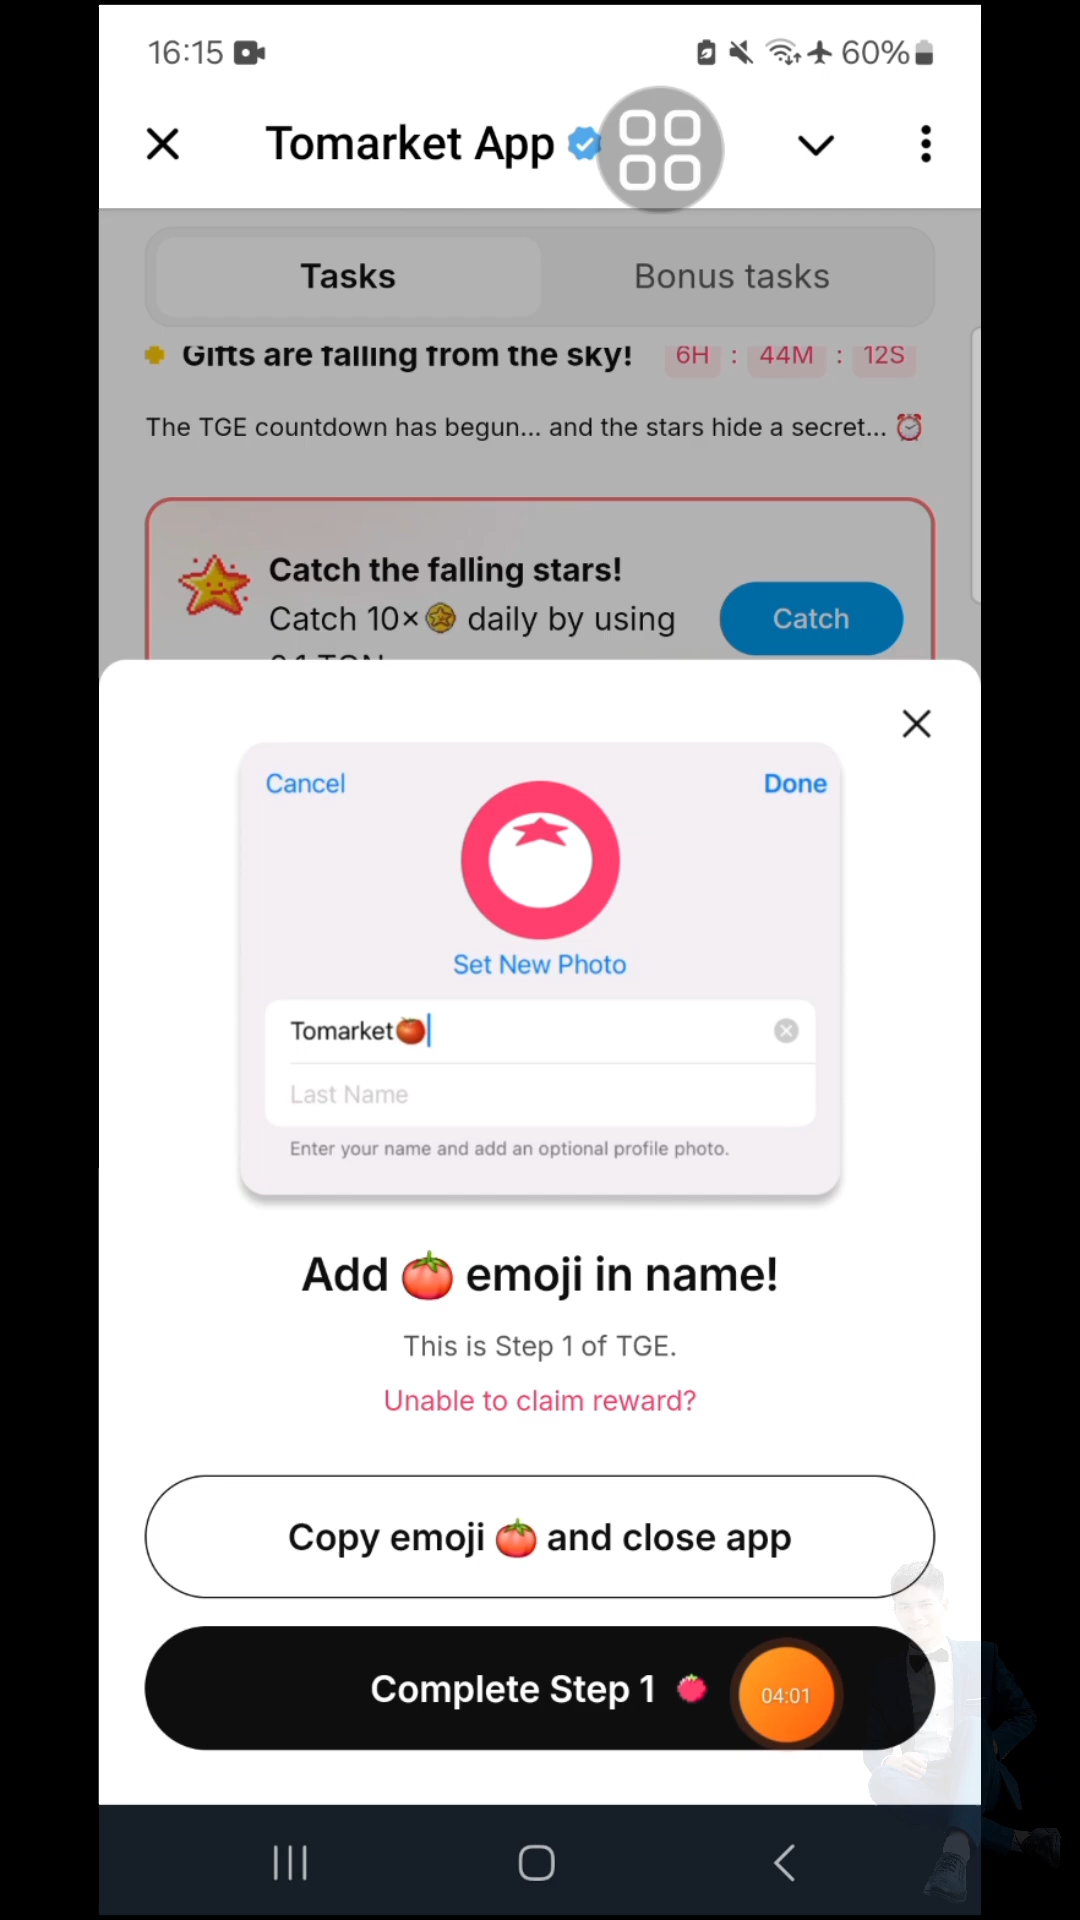 16:15
60%
Tomarket App
Tasks
Bonus tasks
Gifts are falling from the sky!
6H : 44M : 12S
The TGE countdown has begun... and the stars hide a secret... ⏰
Catch the falling stars!
Catch 10× daily by using
Catch
Cancel
Done
Set New Photo
Tomarket🍅
Last Name
Enter your name and add an optional profile photo.
Add 🍅 emoji in name!
This is Step 1 of TGE.
Unable to claim reward?
Copy emoji 🍅 and close app
Complete Step 1
04:01